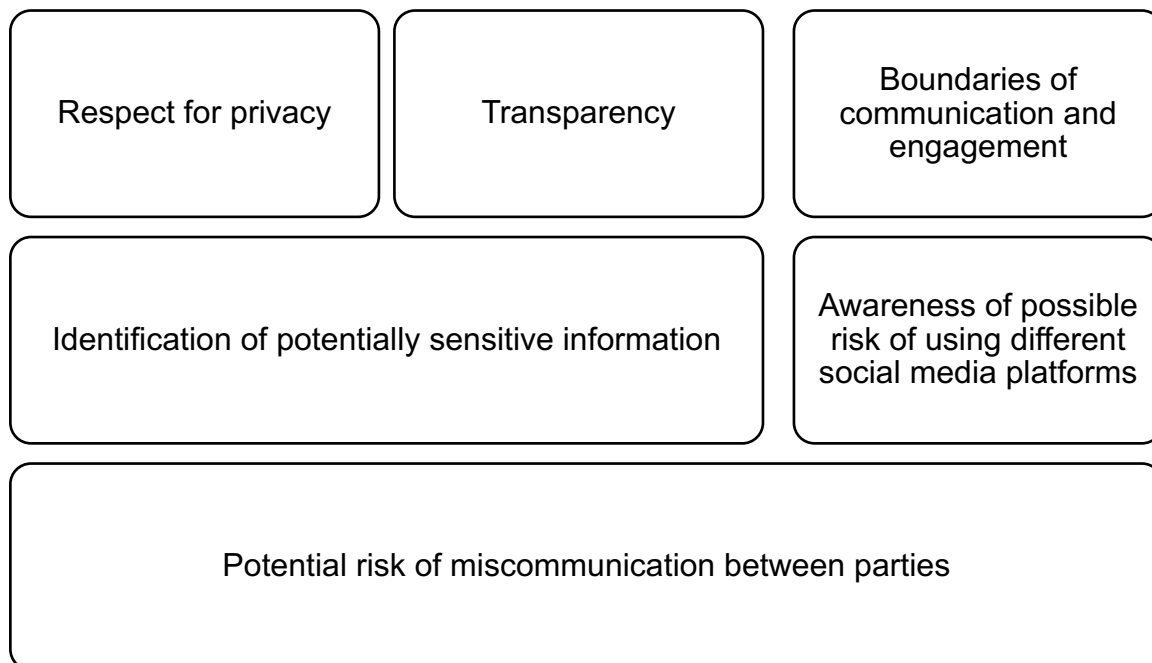 Respect for privacy
Transparency
Boundaries of
communication and
engagement
Identification of potentially sensitive information
Awareness of possible
risk of using different
social media platforms
Potential risk of miscommunication between parties